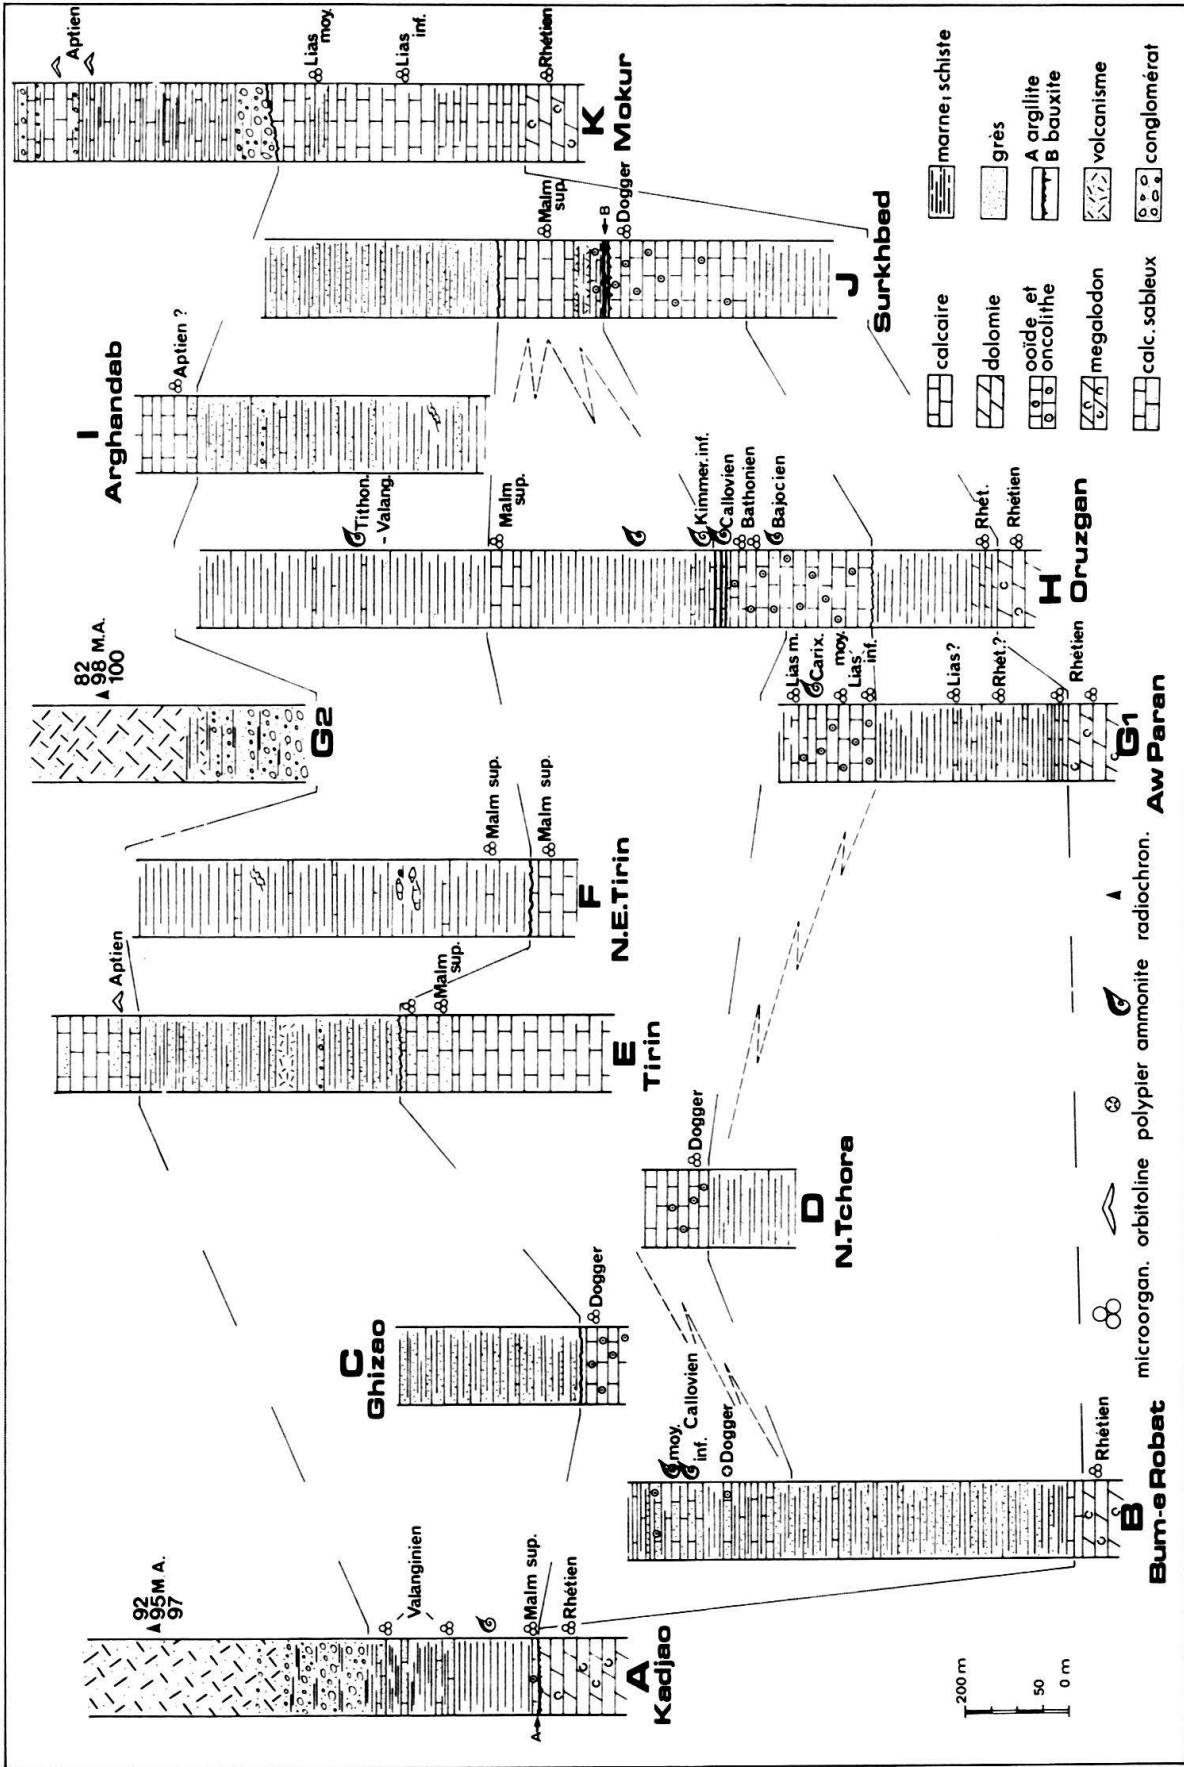 92
95 M.A.
97
Valanginien
Malm sup.
Rhétien
A
A
Kadjao
moy.
inf. Callovien
Dogger
Rhétien
B
Bum-e Robat
C
Ghizao
Dogger
Dogger
D
N.Tchora
Aptien
Malm
sup.
E
Tirin
Malm sup.
Malm sup.
F
N.E.Tirin
82
98 M.A.
100
G2
Lias m.
Carix.
moy.
Lias
inf.
Lias ?
Rhét.?
Rhétien
G1
Aw Paran
Tithon.
- Valang.
Malm
sup.
Kimmer. inf.
Callovien
Bathonien
Bajocien
Rhét.
Rhétien
H
Oruzgan
I
Arghandab
Aptien ?
Malm
sup.
B
Dogger
J
Surkhbed
Aptien
Lias
moy.
Lias
inf.
Rhétien
K
Mokur
200 m
50
0 m
microorgan. orbitoline polypier ammonite radiochron.
calcaire
dolomie
ooïde et
oncolithe
megalodon
calc. sableux
marne, schiste
grès
A argilite
B bauxite
volcanisme
conglomérat